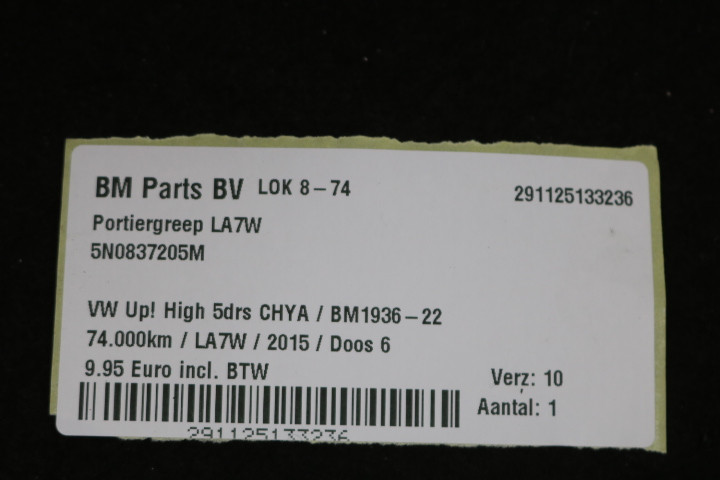 BM Parts BV LOK 8-74 291125133236
Portiergreep LA7W
5N0837205M
VW Up! High 5drs CHYA / BM1936-22
74.000km / LA7W / 2015 / Doos 6
9.95 Euro incl. BTW
Verz: 10
Aantal: 1
291125133236